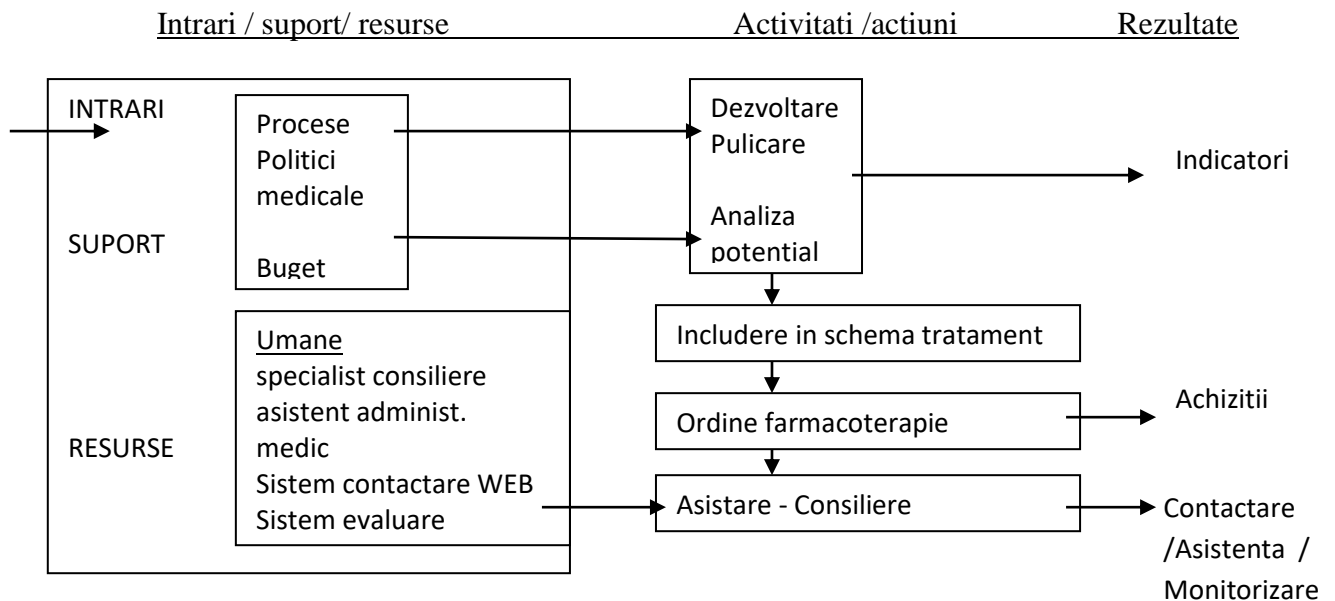 Intrari / suport/ resurse
Activitati /actiuni
Rezultate
INTRARI
SUPORT
RESURSE
Procese
Politici
medicale
Buget
Umane
specialist consiliere
asistent administ.
medic
Sistem contactare WEB
Sistem evaluare
Dezvoltare
Pulicare
Analiza
potential
Includere in schema tratament
Ordine farmacoterapie
Asistare - Consiliere
Indicatori
Achizitii
Contactare
/Asistenta /
Monitorizare